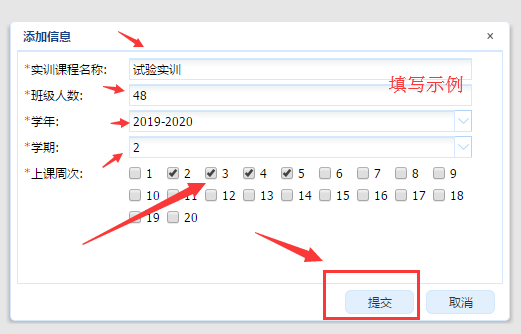 添加信息 ×
*实训课程名称: 试验实训
*班级人数: 48 填写示例
*学年: 2019-2020
*学期: 2
*上课周次: 1 2 3 4 5 6 7 8 9
10 11 12 13 14 15 16 17 18
19 20
提交 取消